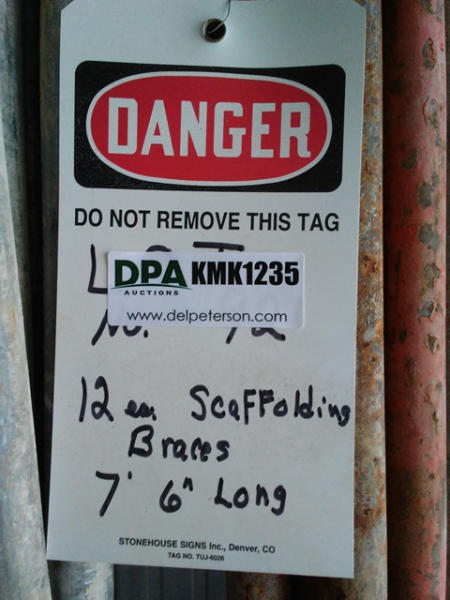 DANGER
DO NOT REMOVE THIS TAG
DPA KMK1235
AUCTIONS
www.delpeterson.com
No.
12 ea. Scaffolding
Braces
7' 6" Long
STONEHOUSE SIGNS Inc., Denver, CO
TAG NO. TUJ-6026